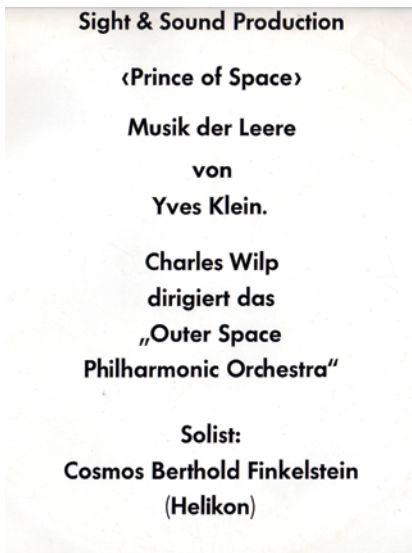 Sight & Sound Production
‹Prince of Space›
Musik der Leere
von
Yves Klein.
Charles Wilp
dirigiert das
„Outer Space
Philharmonic Orchestra“
Solist:
Cosmos Berthold Finkelstein
(Helikon)